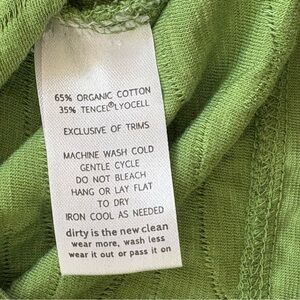 65% ORGANIC COTTON
35% TENCEL®LYOCELL
EXCLUSIVE OF TRIMS
MACHINE WASH COLD
GENTLE CYCLE
DO NOT BLEACH
HANG OR LAY FLAT
TO DRY
IRON COOL AS NEEDED
dirty is the new clean
wear more, wash less
wear it out or pass it on